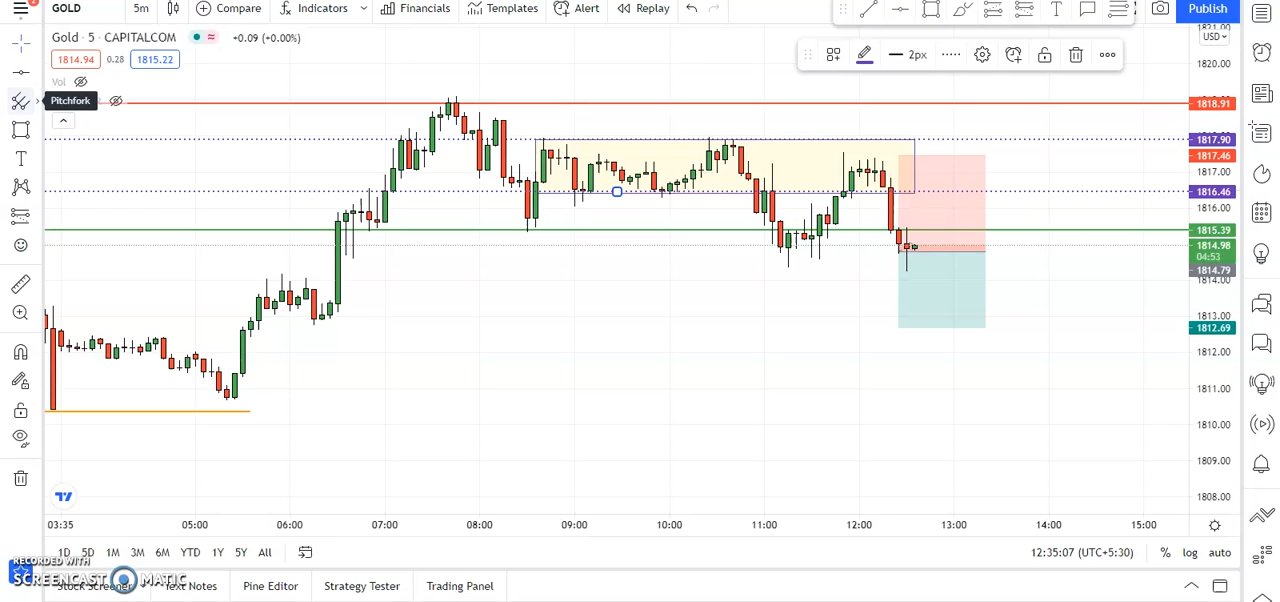 2
GOLD
5m
Compare
Indicators
Financials
Templates
Alert
Replay
Publish
Gold · 5 · CAPITALCOM
+0.09 (+0.00%)
1814.94
0.28
1815.22
Vol
Pitchfork
2px
USD
1821.00
1820.00
1818.91
1817.90
1817.46
1817.00
1816.46
1816.00
1815.39
1814.98
04:53
1814.79
1814.00
1813.00
1812.69
1812.00
1811.00
1810.00
1809.00
1808.00
03:35
05:00
06:00
07:00
08:00
09:00
10:00
11:00
12:00
13:00
14:00
15:00
1D
5D
1M
3M
6M
YTD
1Y
5Y
All
12:35:07 (UTC+5:30)
%
log
auto
RECORDED WITH
SCREENCAST MATIC
Stock Screener
Text Notes
Pine Editor
Strategy Tester
Trading Panel